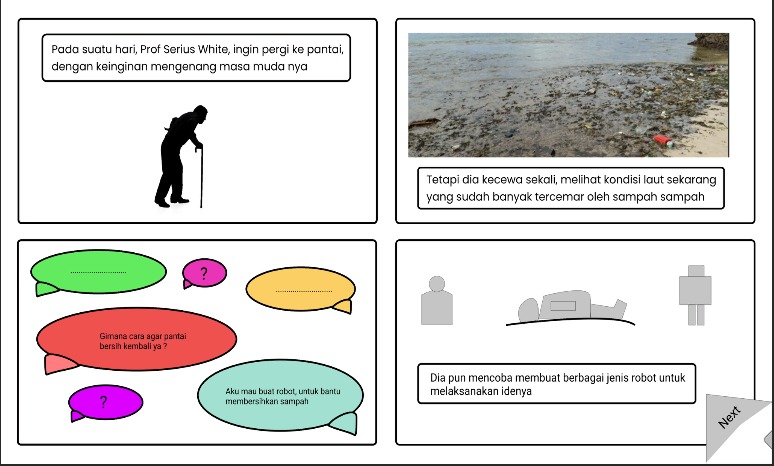 Pada suatu hari, Prof Serius White, ingin pergi ke pantai,
dengan keinginan mengenang masa muda nya
Tetapi dia kecewa sekali, melihat kondisi laut sekarang
yang sudah banyak tercemar oleh sampah sampah
............................
?
............................
Gimana cara agar pantai
bersih kembali ya ?
?
Aku mau buat robot, untuk bantu
membersihkan sampah
Dia pun mencoba membuat berbagai jenis robot untuk
melaksanakan idenya
Next